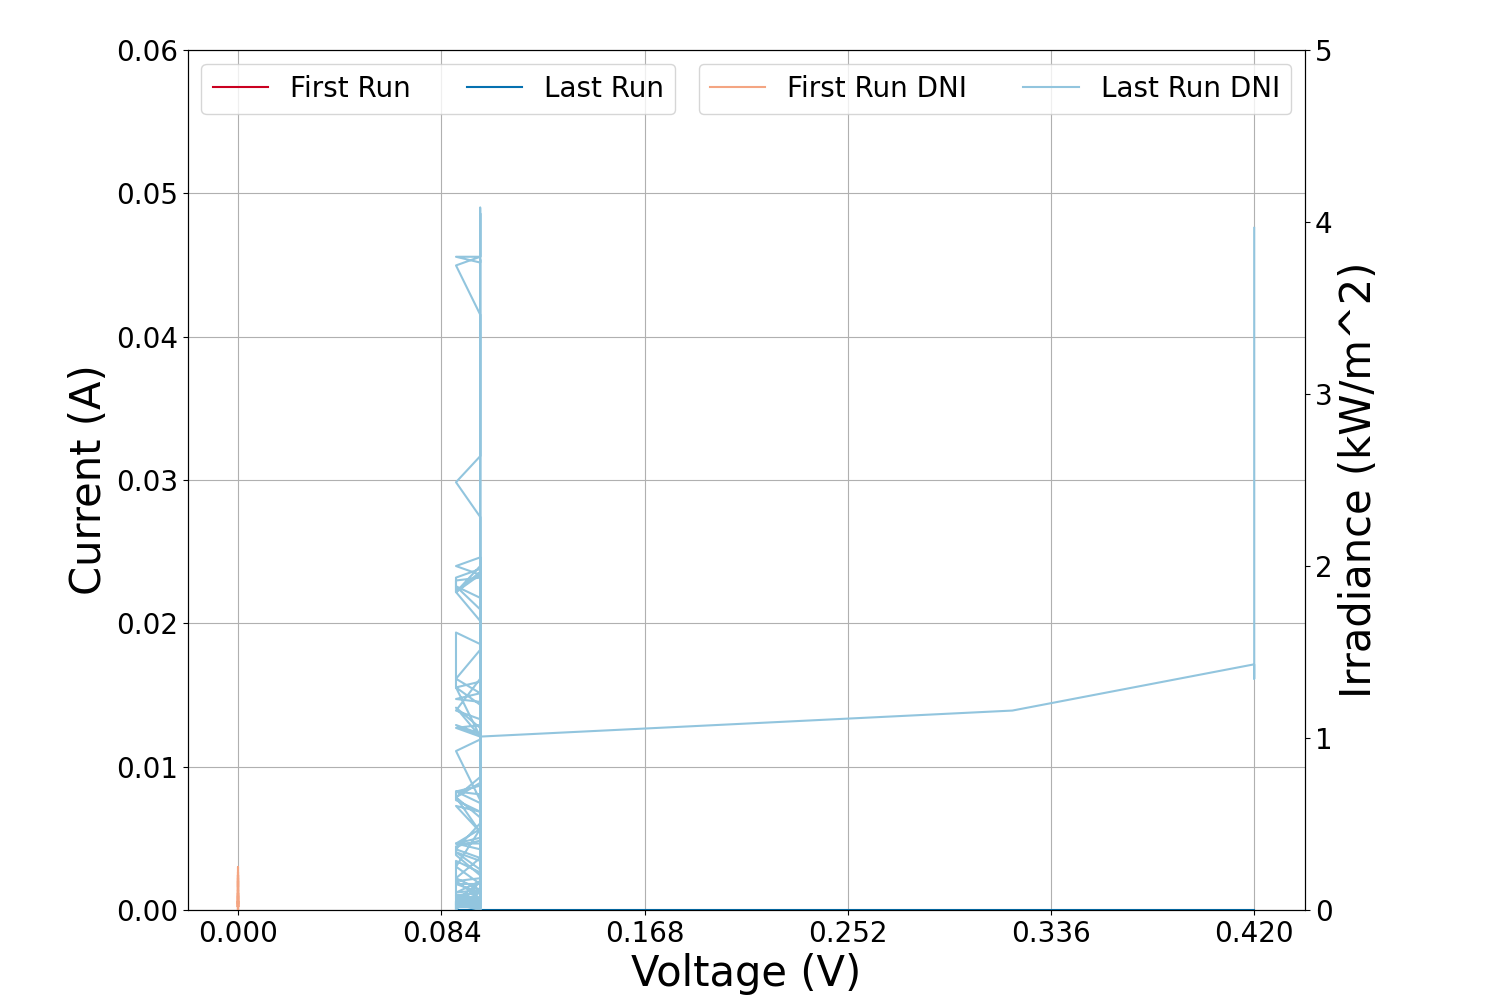 0.06
0.05
0.04
0.03
0.02
0.01
0.00
Current (A)
First Run
Last Run
First Run DNI
Last Run DNI
5
4
3
2
1
0
Irradiance (kW/m^2)
0.000
0.084
0.168
0.252
0.336
0.420
Voltage (V)